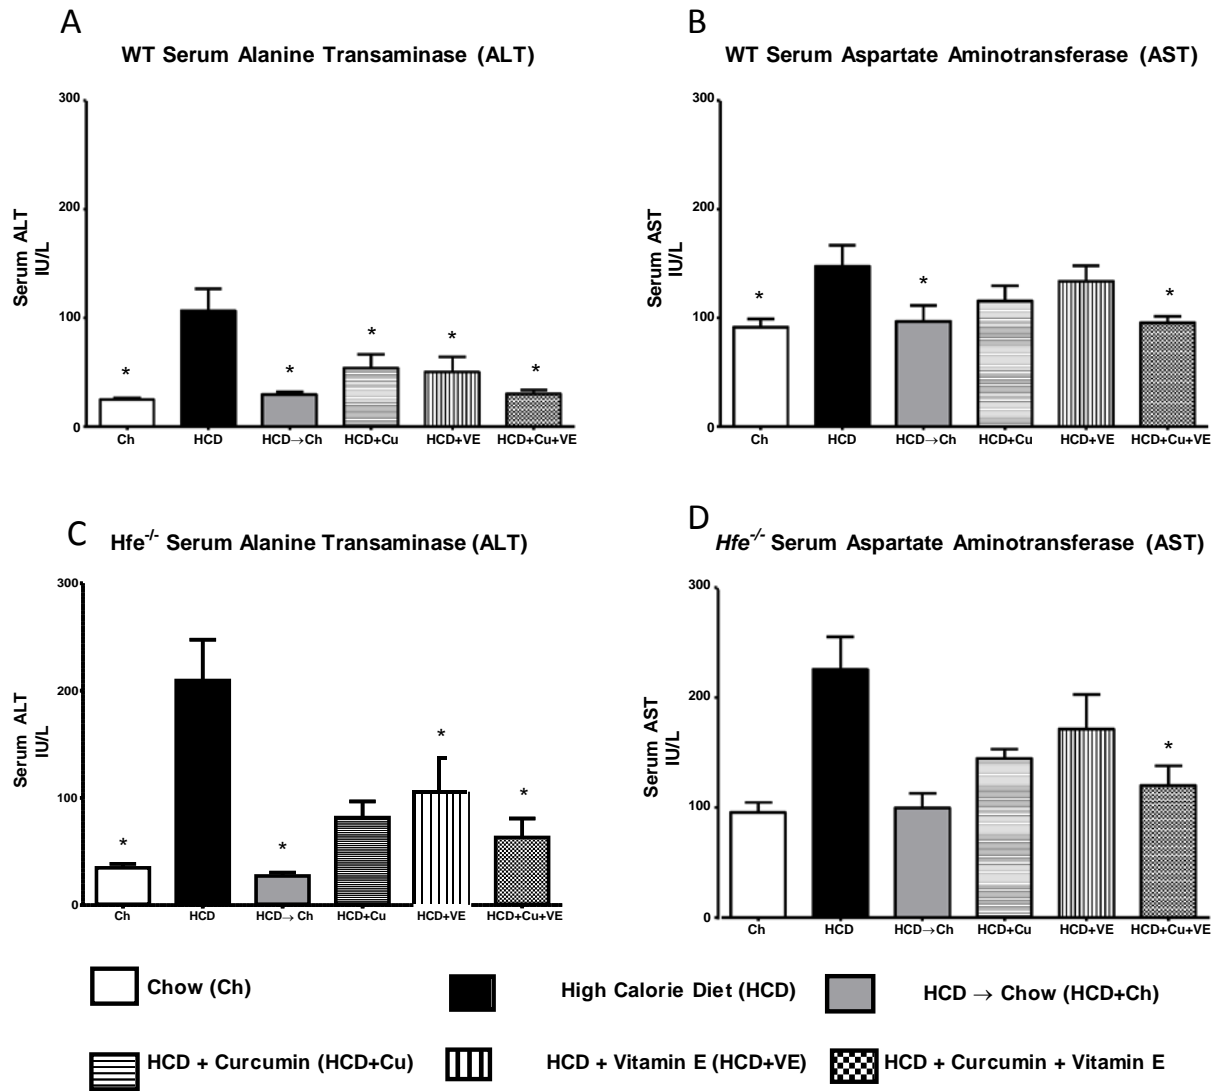 A
WT Serum Alanine Transaminase (ALT)
300
200
100
0
Serum ALT
IU/L
*
*
*
*
*
Ch
HCD
HCD→Ch
HCD+Cu
HCD+VE
HCD+Cu+VE
B
WT Serum Aspartate Aminotransferase (AST)
300
200
100
0
Serum AST
IU/L
*
*
*
Ch
HCD
HCD→Ch
HCD+Cu
HCD+VE
HCD+Cu+VE
C
Hfe-/- Serum Alanine Transaminase (ALT)
300
200
100
0
Serum ALT
IU/L
*
*
*
*
Ch
HCD
HCD→ Ch
HCD+Cu
HCD+VE
HCD+Cu+VE
D
Hfe-/- Serum Aspartate Aminotransferase (AST)
300
200
100
0
Serum AST
IU/L
*
Ch
HCD
HCD→Ch
HCD+Cu
HCD+VE
HCD+Cu+VE
Chow (Ch)
High Calorie Diet (HCD)
HCD → Chow (HCD+Ch)
HCD + Curcumin (HCD+Cu)
HCD + Vitamin E (HCD+VE)
HCD + Curcumin + Vitamin E